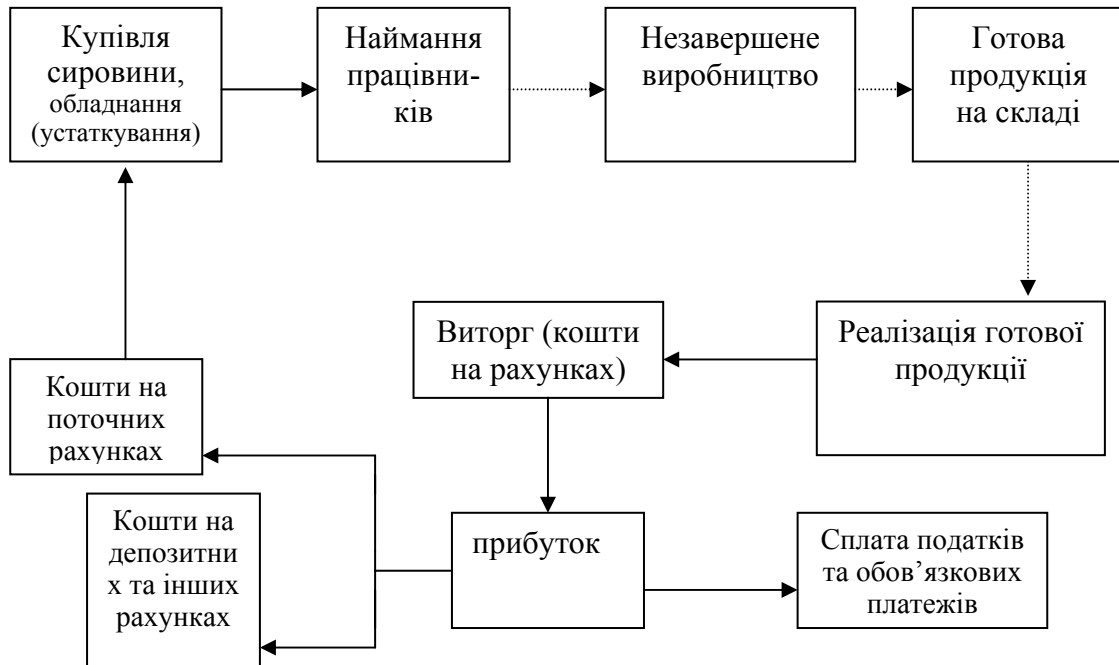 Купівля
сировини,
обладнання
(устаткування)
Наймання
працівни-
ків
Незавершене
виробництво
Готова
продукція
на складі
Виторг (кошти
на рахунках)
Реалізація готової
продукції
Кошти на
поточних
рахунках
Кошти на
депозитни
х та інших
рахунках
прибуток
Сплата податків
та обов’язкових
платежів